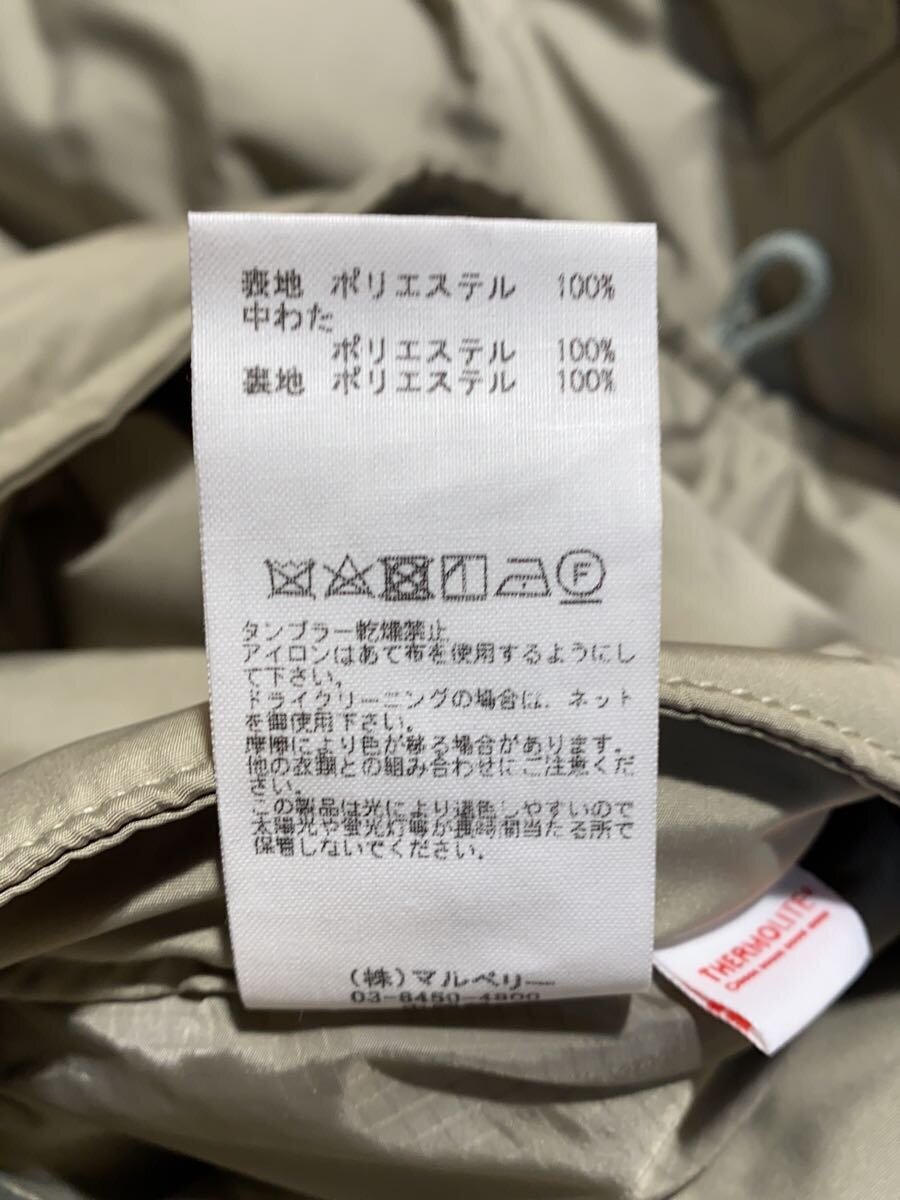 表地 ポリエステル 100%
中わた
ポリエステル 100%
裏地 ポリエステル 100%
F
タンブラー乾燥禁止
アイロンはあて布を使用するようにし
て下さい。
ドライクリーニングの場合は、ネット
を御使用下さい。
摩擦により色が移る場合があります。
他の衣類との組み合わせにご注意くだ
さい。
この製品は光により退色しやすいので
太陽光や蛍光灯等が長時間当たる所で
保管しないでください。
(株)マルベリー
03-6450-4800
THERMOLITE